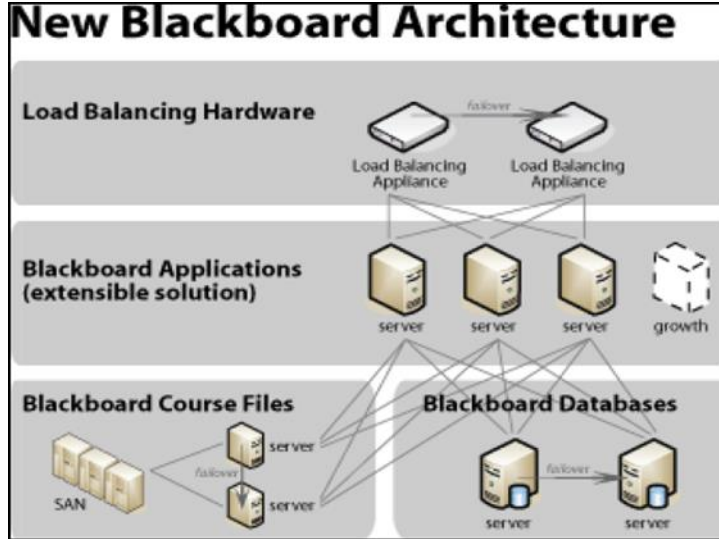 New Blackboard Architecture
Load Balancing Hardware
failover
Load Balancing
Appliance
Load Balancing
Appliance
Blackboard Applications
(extensible solution)
server
server
server
growth
Blackboard Course Files
server
failover
server
SAN
Blackboard Databases
failover
server
server